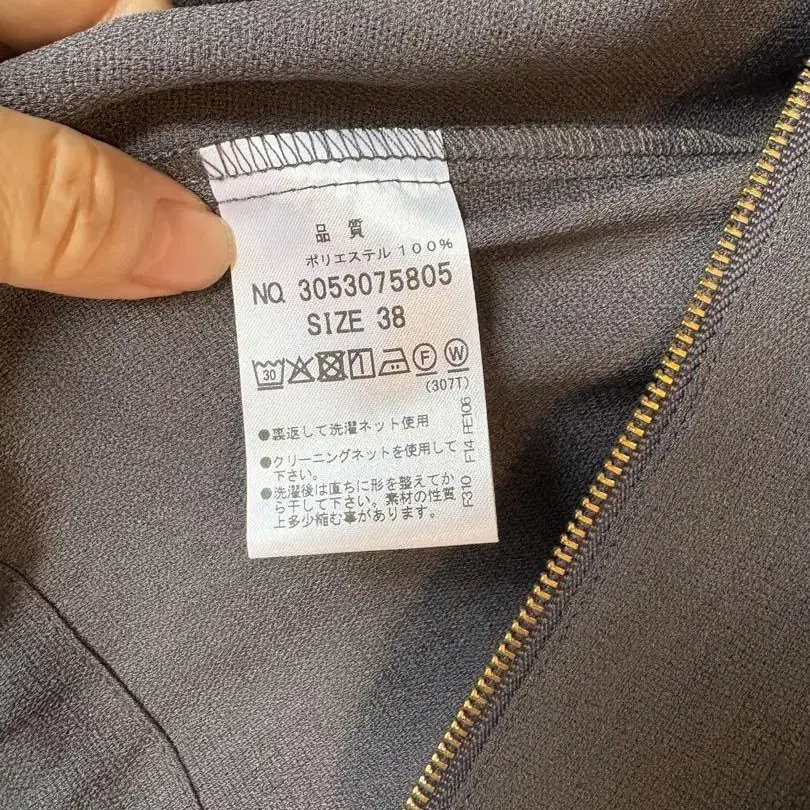 品質
ポリエステル 100%
NO. 3053075805
SIZE 38
30 F W
(307T)
●裏返して洗濯ネット使用
●クリーニングネットを使用して
下さい。
●洗濯後は直ちに形を整えてか
ら干して下さい。素材の性質
上多少縮む事があります。
F310 F14 FE106